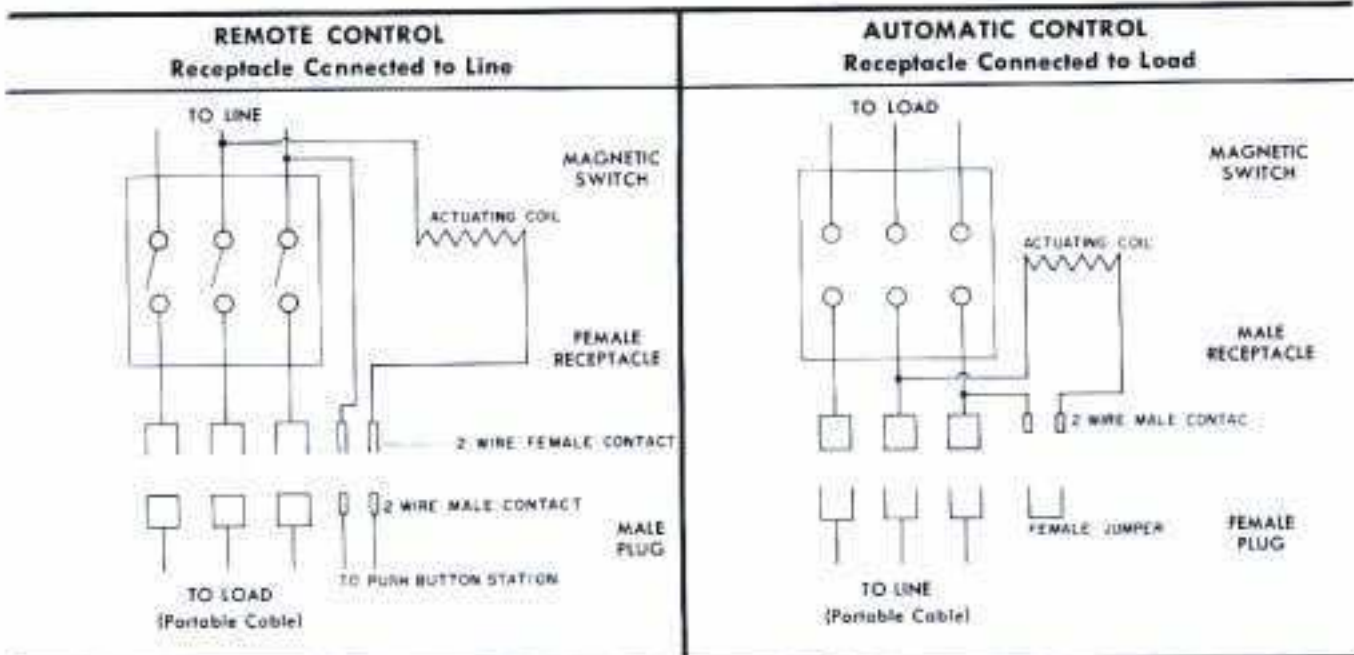 REMOTE CONTROL
Receptacle Connected to Line
TO LINE
MAGNETIC
SWITCH
ACTUATING COIL
FEMALE
RECEPTACLE
2 WIRE FEMALE CONTACT
2 WIRE MALE CONTACT
MALE
PLUG
TO PUSH BUTTON STATION
TO LOAD
(Portable Cable)
AUTOMATIC CONTROL
Receptacle Connected to Load
TO LOAD
MAGNETIC
SWITCH
ACTUATING COIL
MALE
RECEPTACLE
2 WIRE MALE CONTAC
FEMALE JUMPER
FEMALE
PLUG
TO LINE
(Portable Cable)